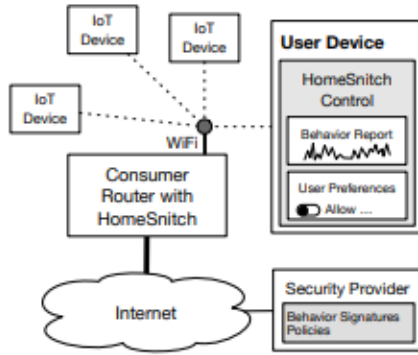 IoT
Device
IoT
Device
IoT
Device
WiFi
Consumer
Router with
HomeSnitch
Internet
User Device
HomeSnitch
Control
Behavior Report
User Preferences
Allow ....
Security Provider
Behavior Signatures
Policies